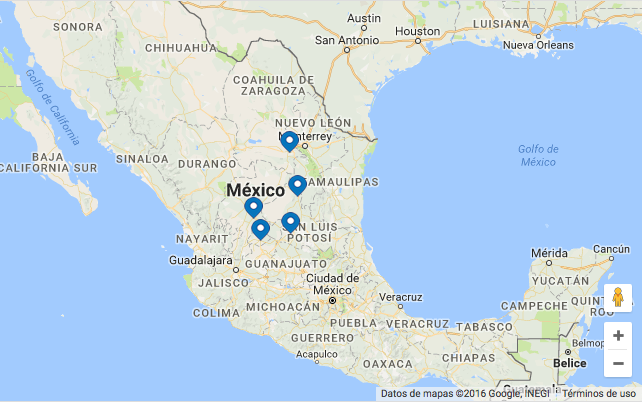 Austin
SONORA
LUISIANA
San Antonio
Houston
CHIHUAHUA
Nueva Orleans
COAHUILA DE
ZARAGOZA
Golfo de
California
NUEVO LEÓN
Monterrey
BAJA
CALIFORNIA SUR
SINALOA
DURANGO
Golfo de
México
México
TAMAULIPAS
SAN LUIS
POTOSÍ
NAYARIT
Guadalajara
GUANAJUATO
Mérida
Cancún
JALISCO
Ciudad de
México
YUCATÁN
COLIMA
MICHOACÁN
Veracruz
CAMPECHE
QUINT
ROO
PUEBLA
VERACRUZ
TABASCO
GUERRERO
Belmop
Acapulco
OAXACA
CHIAPAS
Belice
Guatemala
+
−
Datos de mapas ©2016 Google, INEGI
Términos de uso